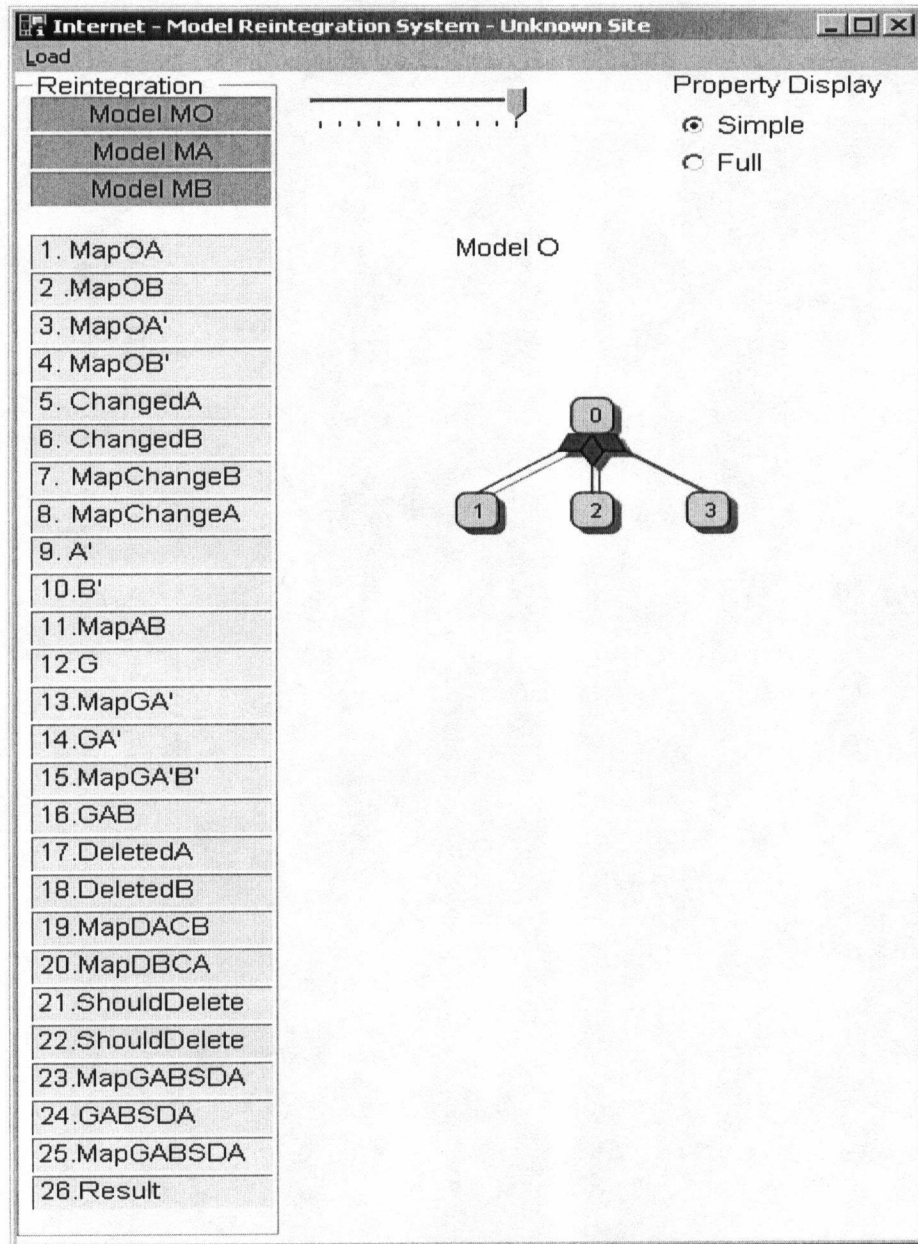 Internet - Model Reintegration System - Unknown Site
Load
Reintegration
Model MO
Model MA
Model MB
1. MapOA
2 .MapOB
3. MapOA'
4. MapOB'
5. ChangedA
6. ChangedB
7. MapChangeB
8. MapChangeA
9. A'
10.B'
11.MapAB
12.G
13.MapGA'
14.GA'
15.MapGA'B'
16.GAB
17.DeletedA
18.DeletedB
19.MapDACB
20.MapDBCA
21.ShouldDelete
22.ShouldDelete
23.MapGABSDA
24.GABSDA
25.MapGABSDA
26.Result
Property Display
Simple
Full
Model O
0
1 2 3